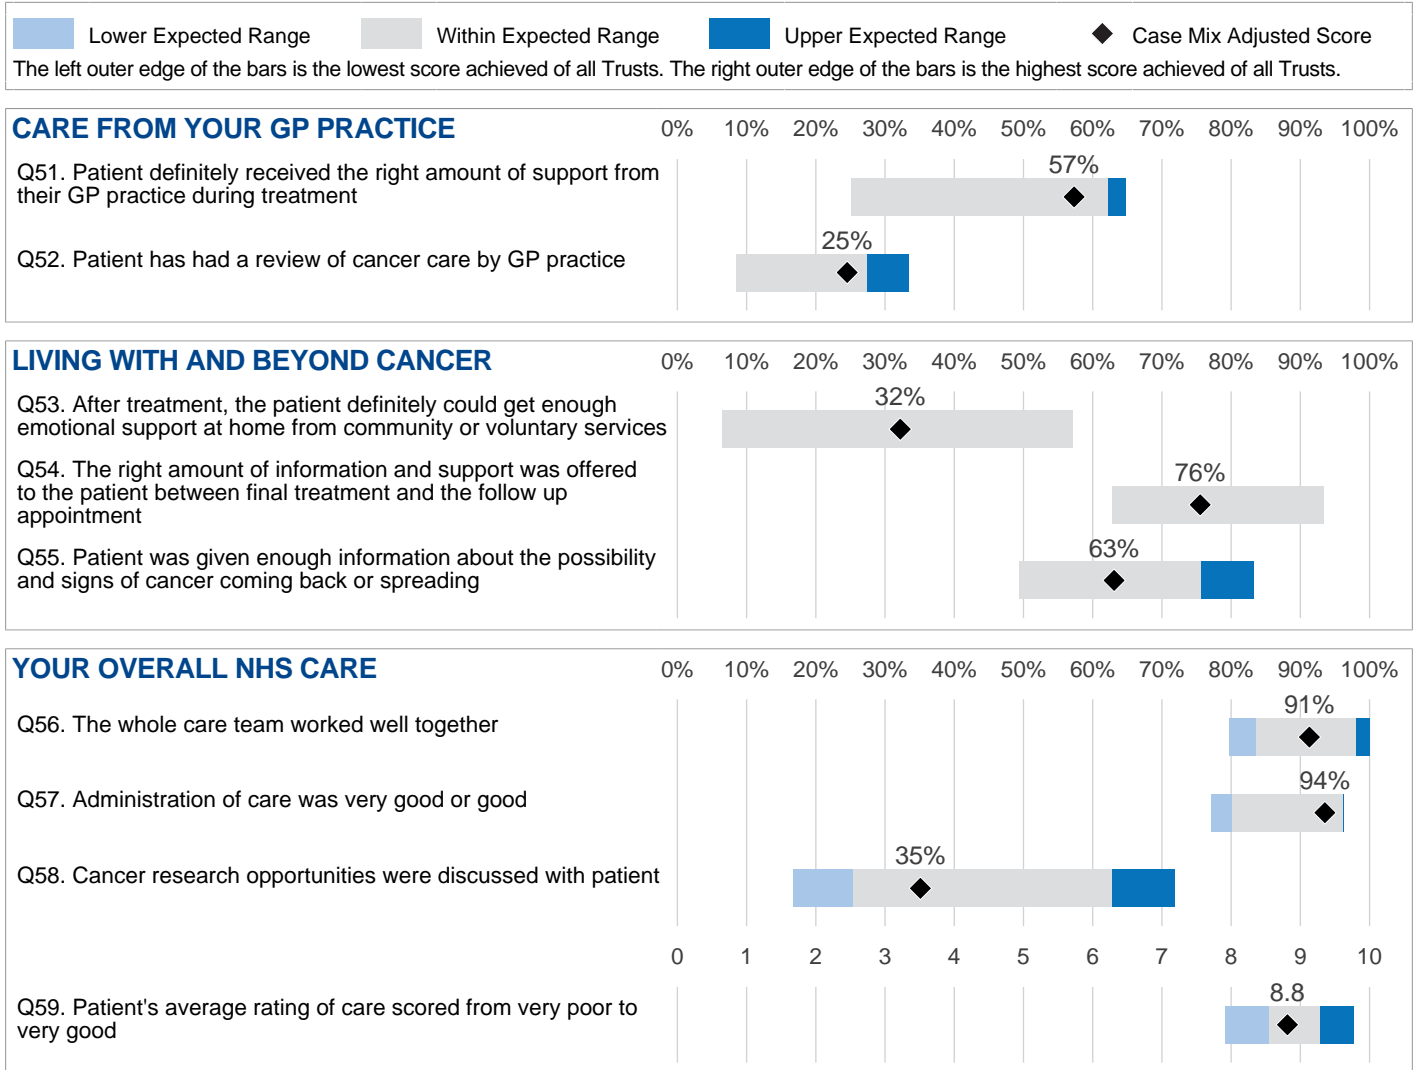 Lower Expected Range Within Expected Range Upper Expected Range Case Mix Adjusted Score
The left outer edge of the bars is the lowest score achieved of all Trusts. The right outer edge of the bars is the highest score achieved of all Trusts.
CARE FROM YOUR GP PRACTICE 0% 10% 20% 30% 40% 50% 60% 70% 80% 90% 100%
57%
Q51. Patient definitely received the right amount of support from
their GP practice during treatment
25%
Q52. Patient has had a review of cancer care by GP practice
LIVING WITH AND BEYOND CANCER 0% 10% 20% 30% 40% 50% 60% 70% 80% 90% 100%
32%
Q53. After treatment, the patient definitely could get enough
emotional support at home from community or voluntary services
76%
Q54. The right amount of information and support was offered
to the patient between final treatment and the follow up
appointment
63%
Q55. Patient was given enough information about the possibility
and signs of cancer coming back or spreading
YOUR OVERALL NHS CARE 0% 10% 20% 30% 40% 50% 60% 70% 80% 90% 100%
91%
Q56. The whole care team worked well together
94%
Q57. Administration of care was very good or good
35%
Q58. Cancer research opportunities were discussed with patient
0 1 2 3 4 5 6 7 8 9 10
8.8
Q59. Patient's average rating of care scored from very poor to
very good